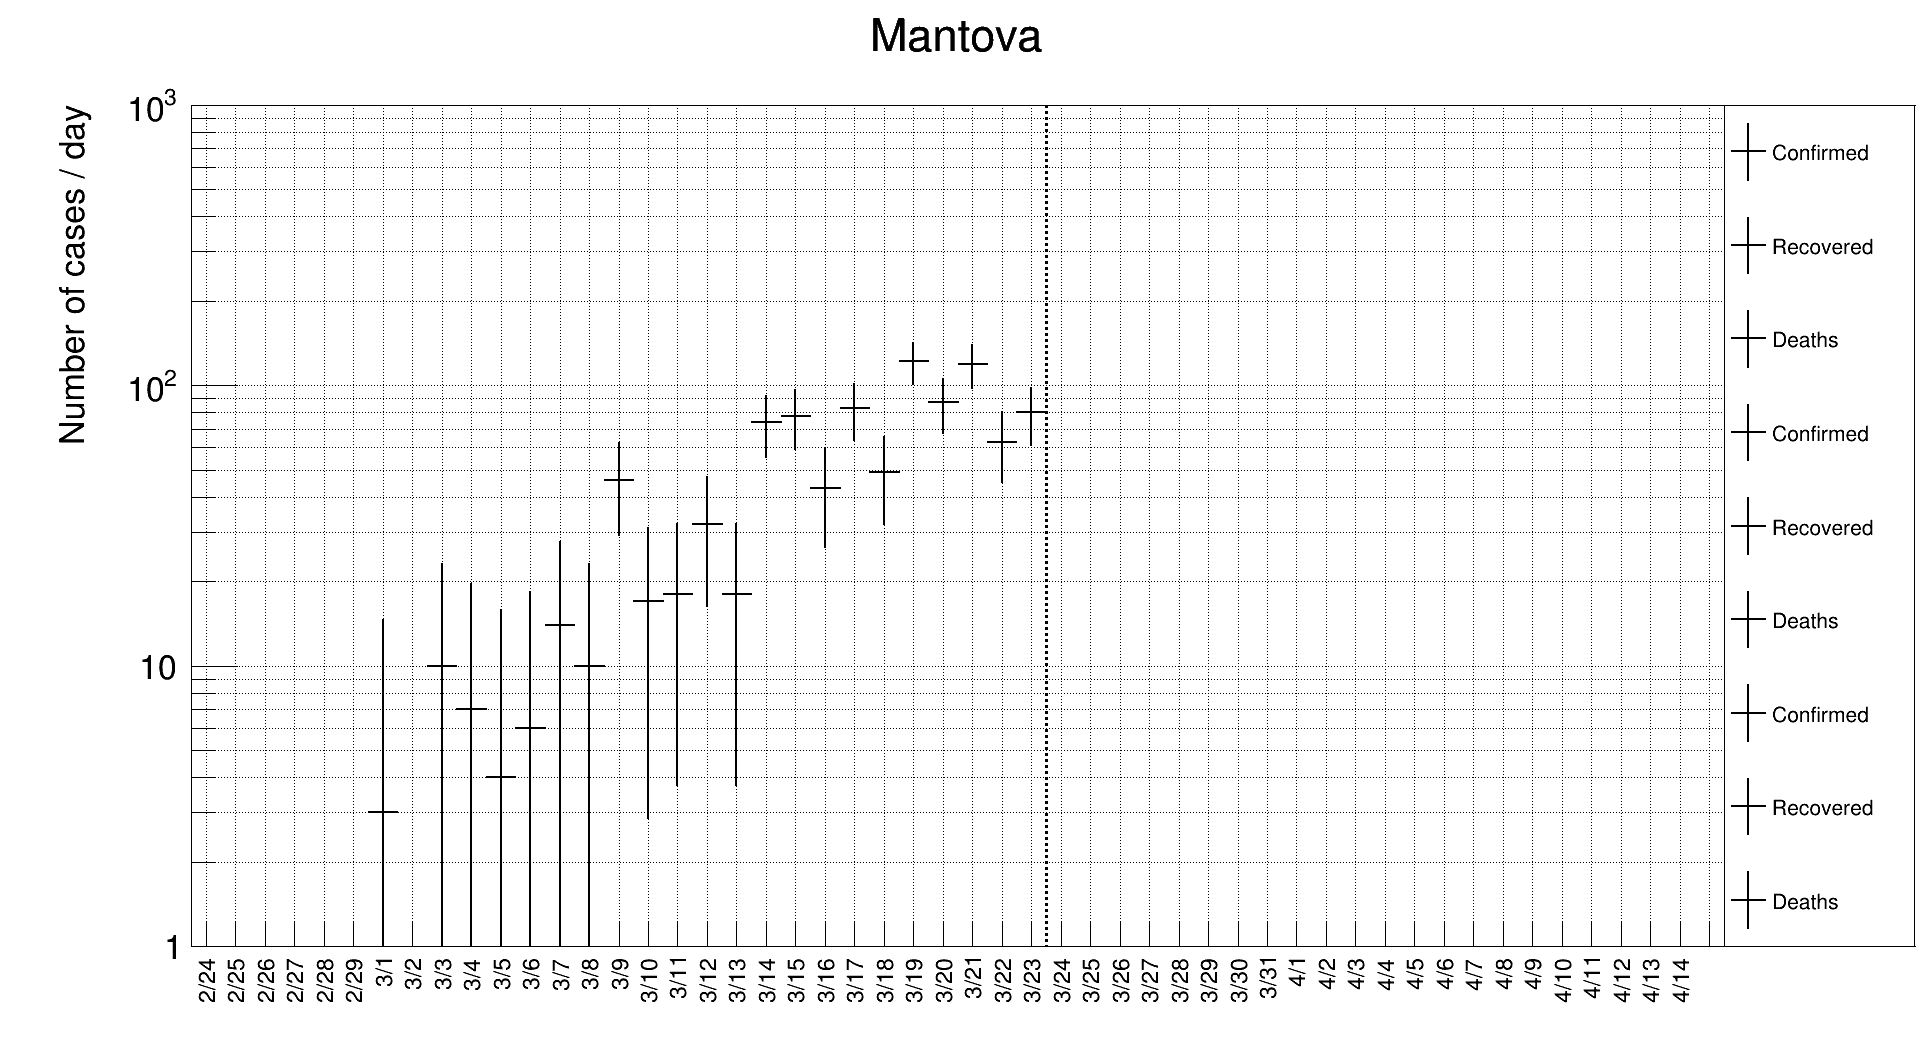 Mantova
Number of cases / day
10³
10²
10
1
2/24 2/25 2/26 2/27 2/28 2/29 3/1 3/2 3/3 3/4 3/5 3/6 3/7 3/8 3/9 3/10 3/11 3/12 3/13 3/14 3/15 3/16 3/17 3/18 3/19 3/20 3/21 3/22 3/23 3/24 3/25 3/26 3/27 3/28 3/29 3/30 3/31 4/1 4/2 4/3 4/4 4/5 4/6 4/7 4/8 4/9 4/10 4/11 4/12 4/13 4/14
Confirmed
Recovered
Deaths
Confirmed
Recovered
Deaths
Confirmed
Recovered
Deaths